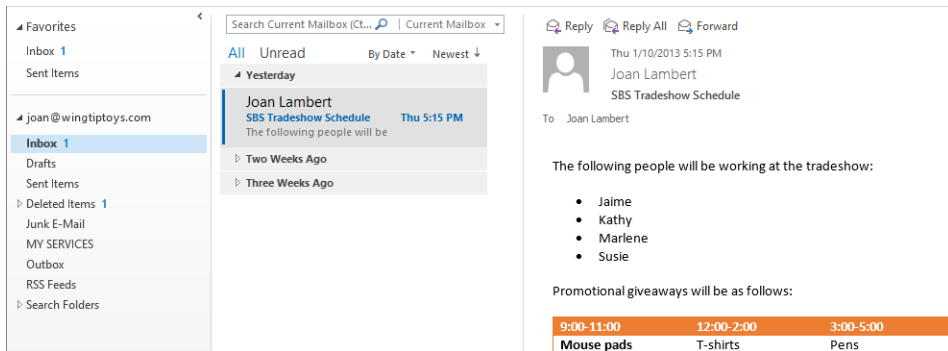 Favorites
Inbox 1
Sent Items
joan@wingtiptoys.com
Inbox 1
Drafts
Sent Items
Deleted Items 1
Junk E-Mail
MY SERVICES
Outbox
RSS Feeds
Search Folders
Search Current Mailbox (Ct... Current Mailbox
All Unread By Date Newest
Yesterday
Joan Lambert
SBS Tradeshow Schedule Thu 5:15 PM
The following people will be
Two Weeks Ago
Three Weeks Ago
Reply Reply All Forward
Thu 1/10/2013 5:15 PM
Joan Lambert
SBS Tradeshow Schedule
To Joan Lambert
The following people will be working at the tradeshow:
• Jaime
• Kathy
• Marlene
• Susie
Promotional giveaways will be as follows:
9:00-11:00 12:00-2:00 3:00-5:00
Mouse pads T-shirts Pens